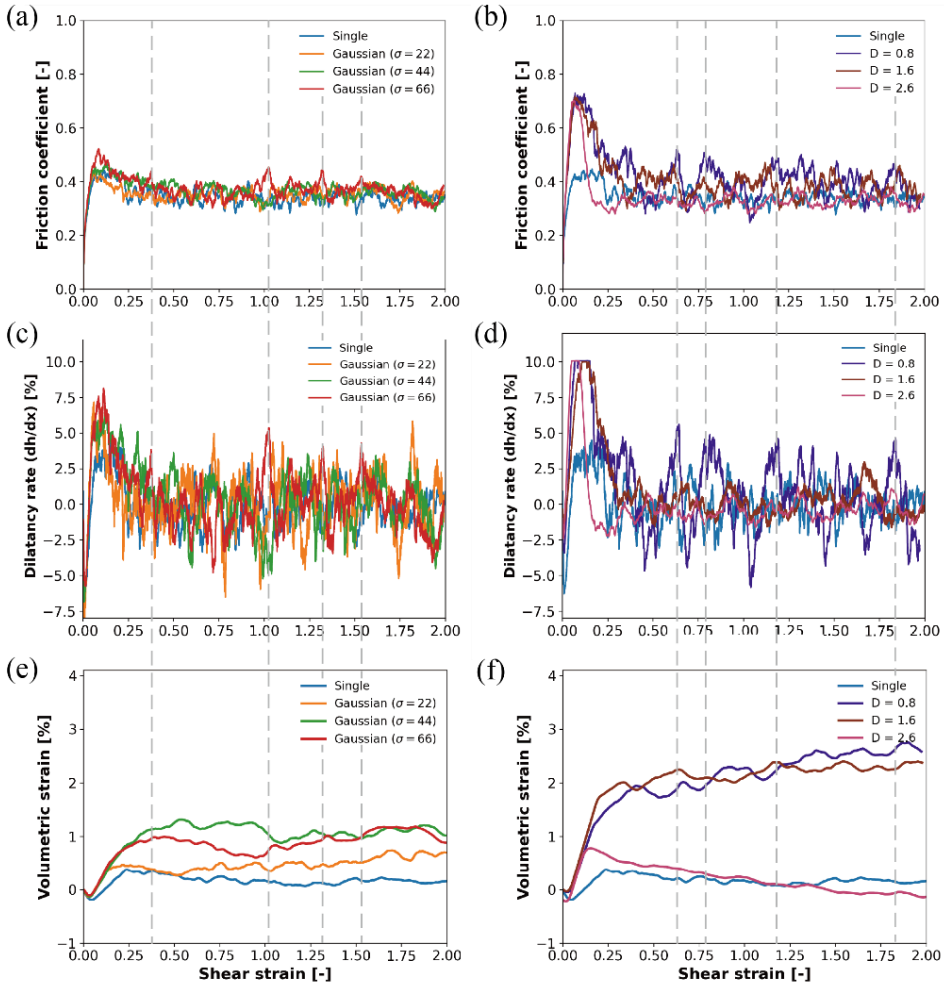 (a)
Friction coefficient [-]
1.0
0.8
0.6
0.4
0.2
0.0
0.00 0.25 0.50 0.75 1.00 1.25 1.50 1.75 2.00
Single
Gaussian (σ = 22)
Gaussian (σ = 44)
Gaussian (σ = 66)
(b)
Friction coefficient [-]
1.0
0.8
0.6
0.4
0.2
0.0
0.00 0.25 0.50 0.75 1.00 1.25 1.50 1.75 2.00
Single
D = 0.8
D = 1.6
D = 2.6
(c)
Dilatancy rate (dh/dx) [%]
10.0
7.5
5.0
2.5
0.0
−2.5
−5.0
−7.5
0.00 0.25 0.50 0.75 1.00 1.25 1.50 1.75 2.00
Single
Gaussian (σ = 22)
Gaussian (σ = 44)
Gaussian (σ = 66)
(d)
Dilatancy rate (dh/dx) [%]
10.0
7.5
5.0
2.5
0.0
−2.5
−5.0
−7.5
0.00 0.25 0.50 0.75 1.00 1.25 1.50 1.75 2.00
Single
D = 0.8
D = 1.6
D = 2.6
(e)
Volumetric strain [%]
4
3
2
1
0
−1
0.00 0.25 0.50 0.75 1.00 1.25 1.50 1.75 2.00
Shear strain [-]
Single
Gaussian (σ = 22)
Gaussian (σ = 44)
Gaussian (σ = 66)
(f)
Volumetric strain [%]
4
3
2
1
0
−1
0.00 0.25 0.50 0.75 1.00 1.25 1.50 1.75 2.00
Shear strain [-]
Single
D = 0.8
D = 1.6
D = 2.6